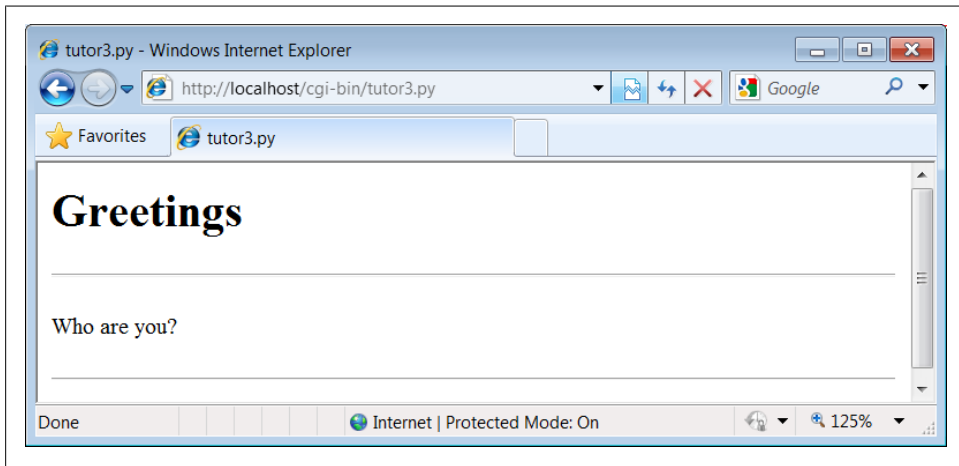 tutor3.py - Windows Internet Explorer
http://localhost/cgi-bin/tutor3.py
Google
Favorites
tutor3.py
Greetings
Who are you?
Done
Internet | Protected Mode: On
125%